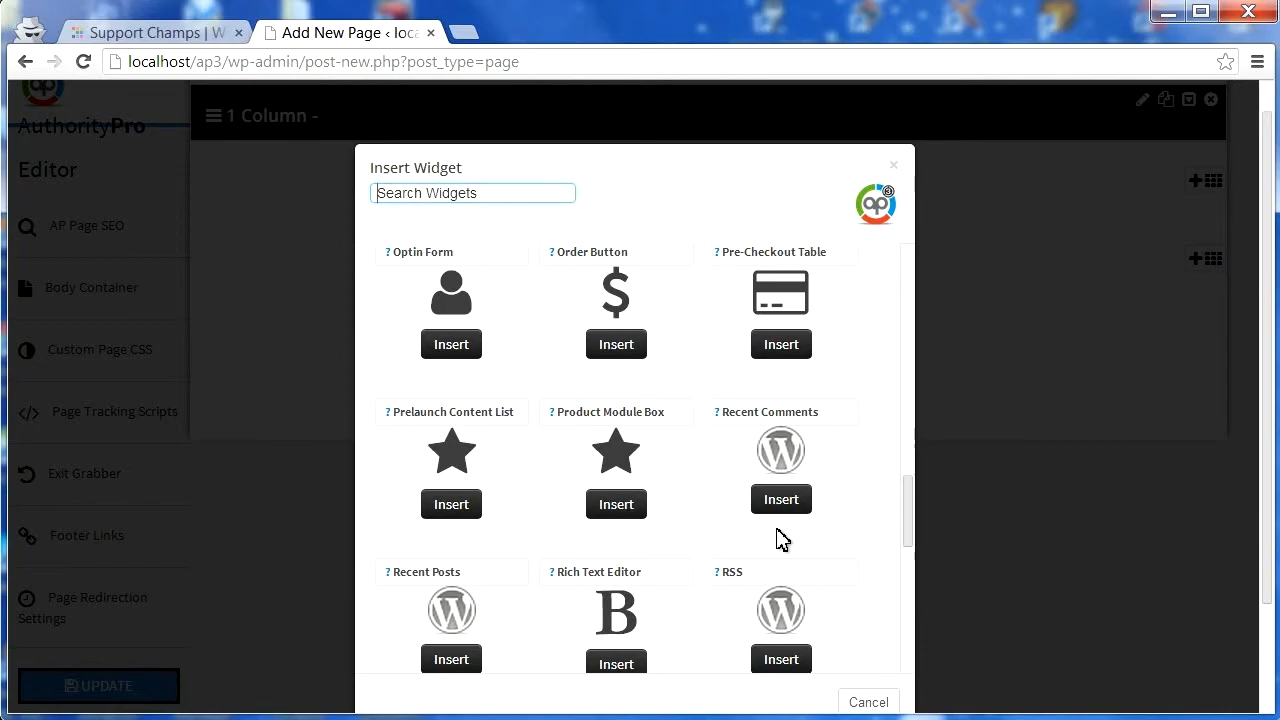 Support Champs | W
Add New Page ‹ loca
localhost/ap3/wp-admin/post-new.php?post_type=page
AuthorityPro
Editor
AP Page SEO
Body Container
Custom Page CSS
Page Tracking Scripts
Exit Grabber
Footer Links
Page Redirection
Settings
UPDATE
1 Column -
Insert Widget
Search Widgets
ap 3
? Optin Form
? Order Button
? Pre-Checkout Table
Insert
Insert
Insert
? Prelaunch Content List
? Product Module Box
? Recent Comments
Insert
Insert
Insert
? Recent Posts
? Rich Text Editor
? RSS
B
Insert
Insert
Insert
Cancel